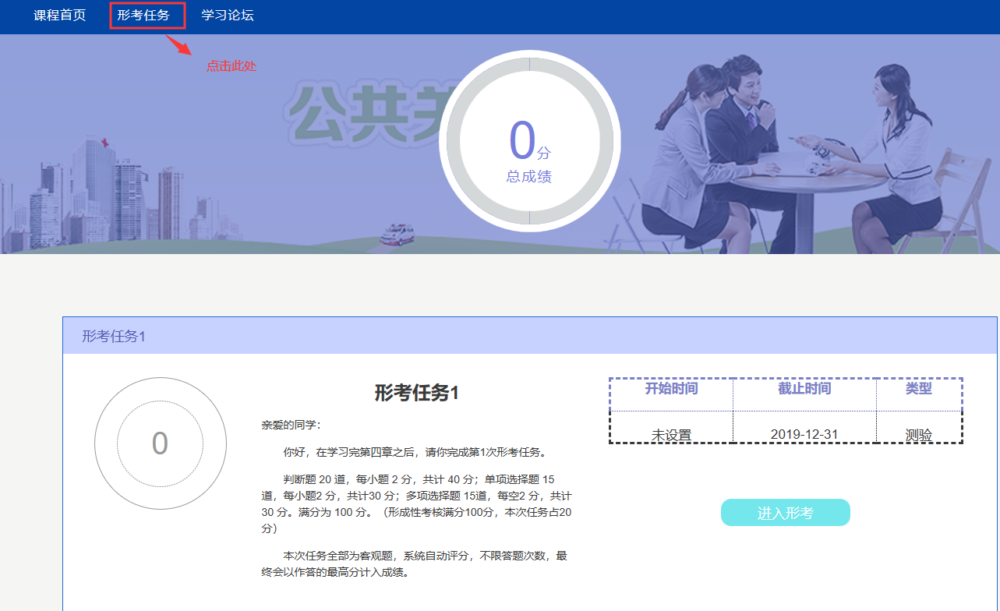 课程首页 形考任务 学习论坛
点击此处
公共
0分
总成绩
形考任务1
0
形考任务1
亲爱的同学：
你好，在学习完第四章之后，请你完成第1次形考任务。
判断题 20 道，每小题 2 分，共计 40 分；单项选择题 15
道，每小题2 分，共计30 分；多项选择题 15道，每空2 分，共计
30 分。满分为 100 分。（形成性考核满分100分，本次任务占20
分）
本次任务全部为客观题，系统自动评分，不限答题次数，最
终会以作答的最高分计入成绩。
开始时间 截止时间 类型
未设置 2019-12-31 测验
进入形考